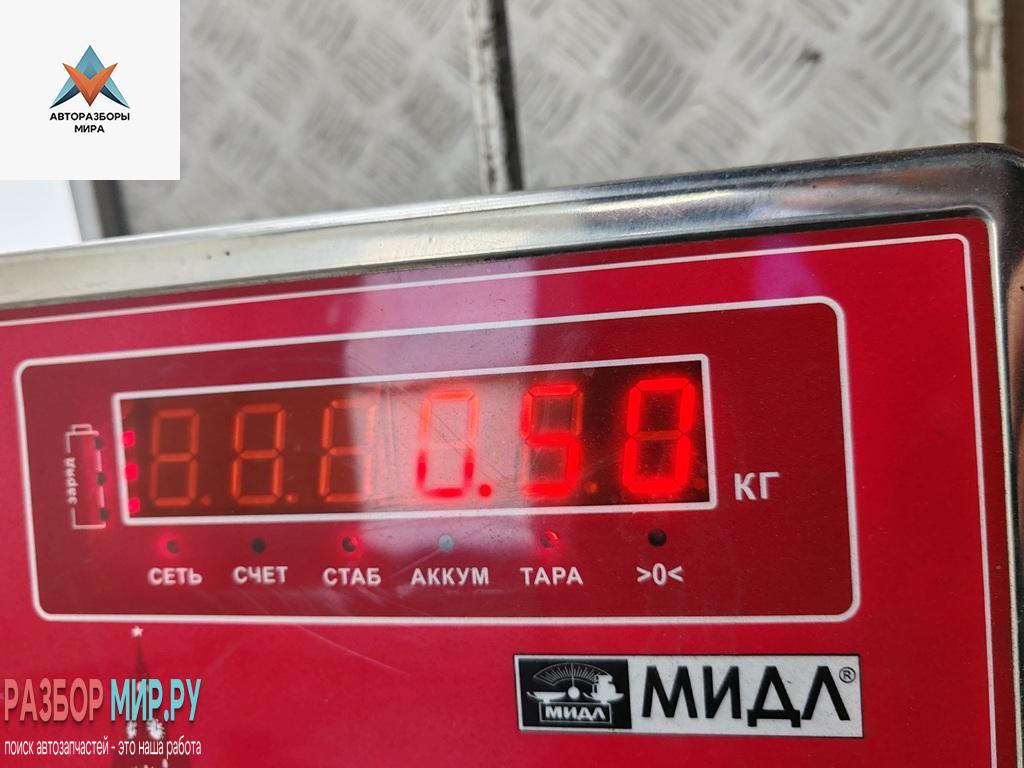 АВТОРАЗБОРЫ
МИРА
0.50
КГ
заряд
СЕТЬ СЧЕТ СТАБ АККУМ ТАРА >0<
МИДЛ
МИДЛ®
РАЗБОР МИР.РУ
поиск автозапчастей - это наша работа